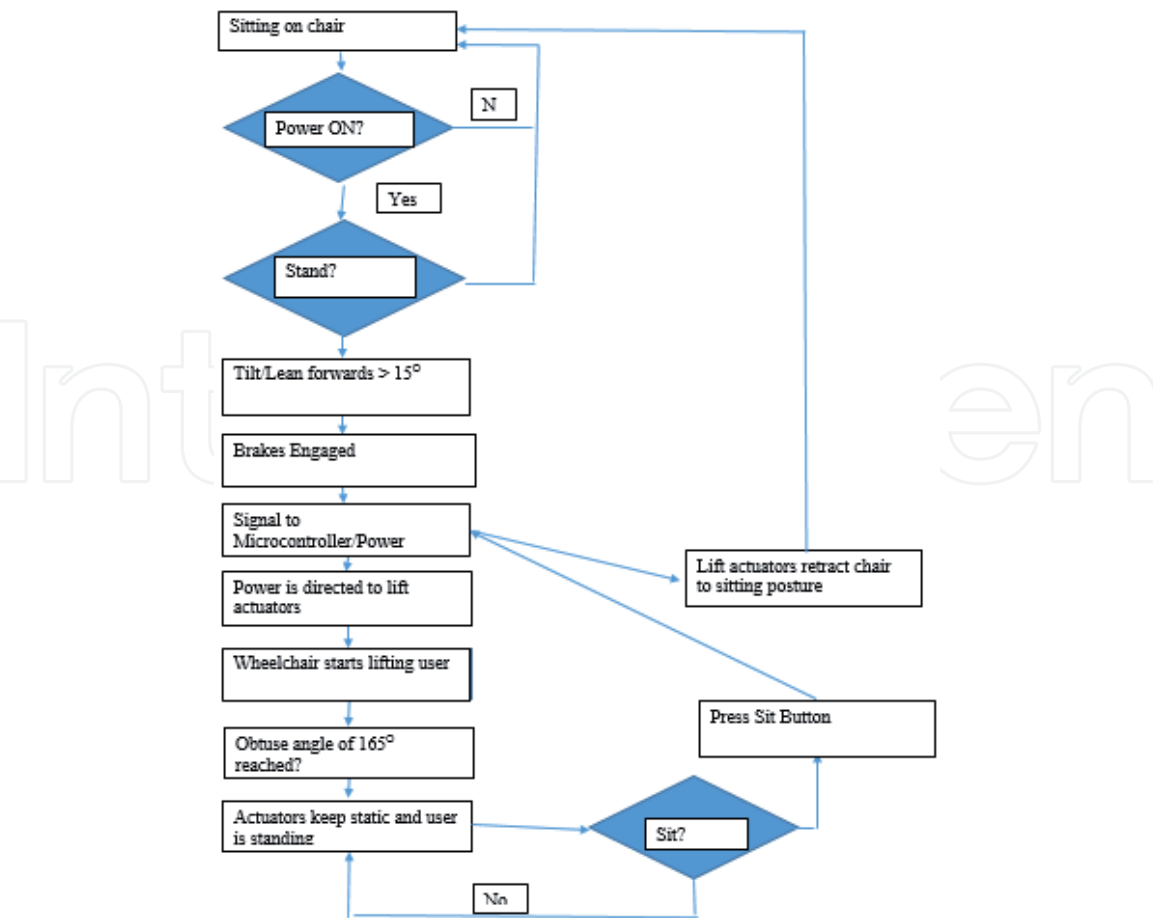 Sitting on chair
Power ON?
N
Yes
Stand?
Tilt/Lean forwards > 15°
Brakes Engaged
Signal to
Microcontroller/Power
Power is directed to lift
actuators
Lift actuators retract chair
to sitting posture
Wheelchair starts lifting user
Press Sit Button
Obtuse angle of 165°
reached?
Actuators keep static and user
is standing
Sit?
No
Int
en